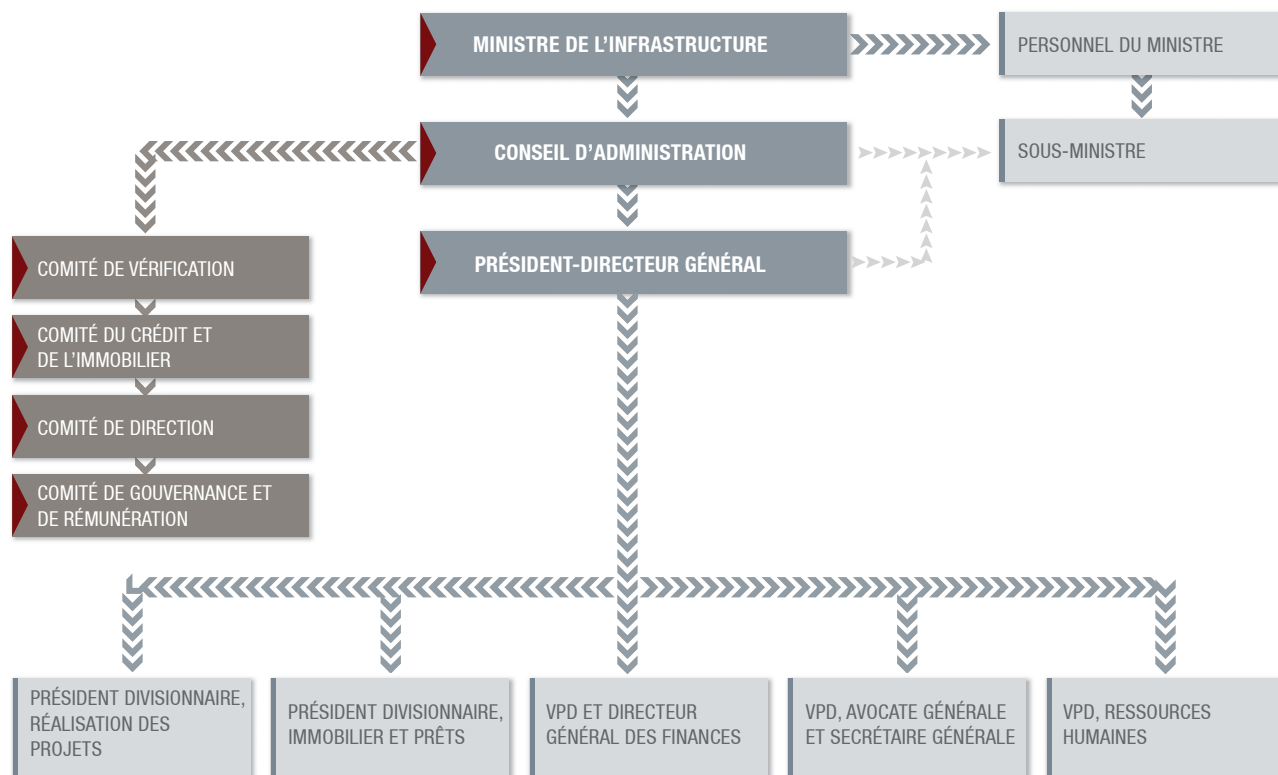 MINISTRE DE L’INFRASTRUCTURE
PERSONNEL DU MINISTRE
CONSEIL D’ADMINISTRATION
SOUS-MINISTRE
PRÉSIDENT-DIRECTEUR GÉNÉRAL
COMITÉ DE VÉRIFICATION
COMITÉ DU CRÉDIT ET
DE L’IMMOBILIER
COMITÉ DE DIRECTION
COMITÉ DE GOUVERNANCE ET
DE RÉMUNÉRATION
PRÉSIDENT DIVISIONNAIRE,
RÉALISATION DES
PROJETS
PRÉSIDENT DIVISIONNAIRE,
IMMOBILIER ET PRÊTS
VPD ET DIRECTEUR
GÉNÉRAL DES FINANCES
VPD, AVOCATE GÉNÉRALE
ET SECRÉTAIRE GÉNÉRALE
VPD, RESSOURCES
HUMAINES